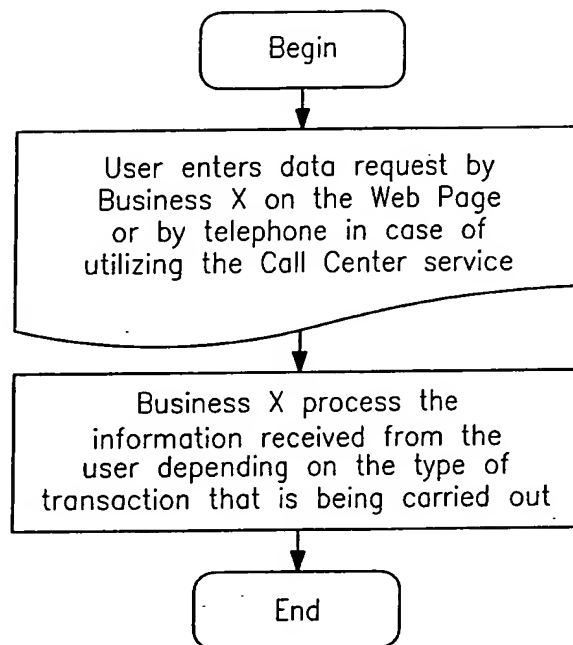 Begin
User enters data request by
Business X on the Web Page
or by telephone in case of
utilizing the Call Center service
Business X process the
information received from the
user depending on the type of
transaction that is being carried out
End